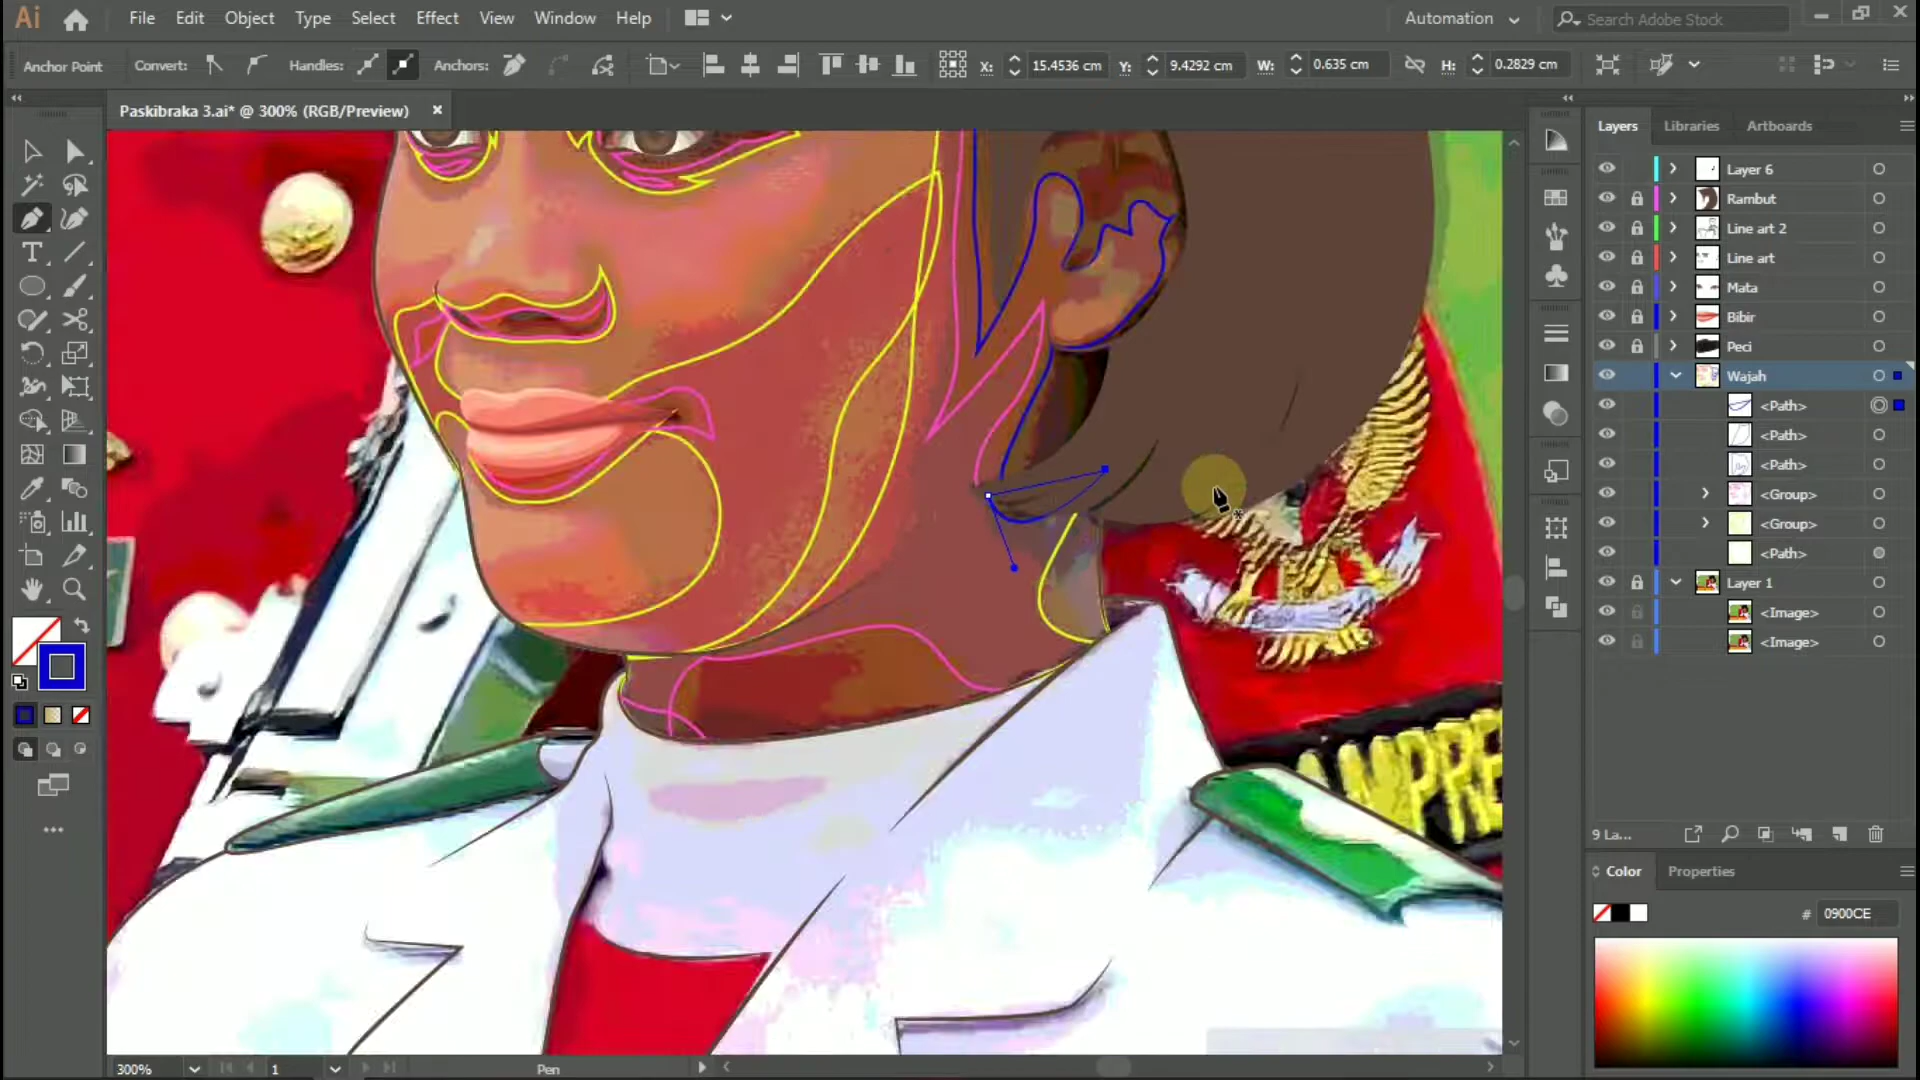 Ai File Edit Object Type Select Effect View Window Help Automation Search Adobe Stock
Anchor Point Convert: Handles: Anchors: X: 15.4536 cm Y: 9.4292 cm W: 0.635 cm H: 0.2829 cm
Paskibraka 3.ai* @ 300% (RGB/Preview)
Layers Libraries Artboards
Layer 6
Rambut
Line art 2
Line art
Mata
Bibir
Peci
Wajah
<Path>
<Path>
<Path>
<Group>
<Group>
<Path>
Layer 1
<Image>
<Image>
AMPRE
9 La...
Color Properties
# 0900CE
300% 1 Pen